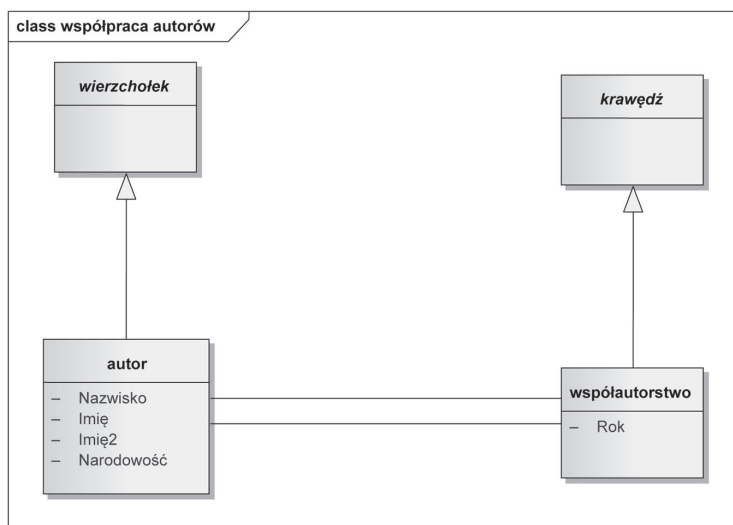 class współpraca autorów
wierzchołek
krawędź
autor
– Nazwisko
– Imię
– Imię2
– Narodowość
współautorstwo
– Rok